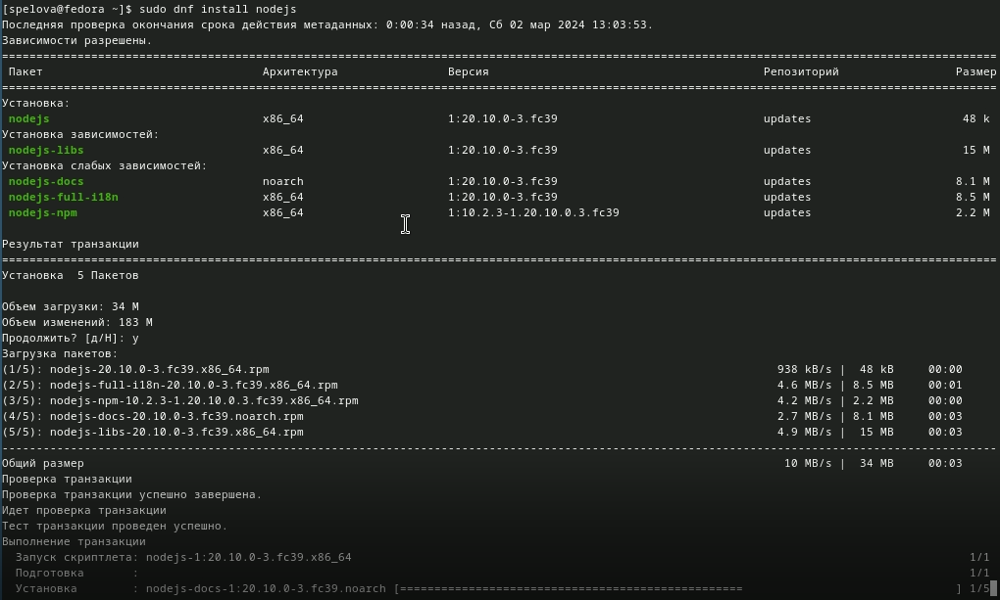 [spelova@fedora ~]$ sudo dnf install nodejs
Последняя проверка окончания срока действия метаданных: 0:00:34 назад, Сб 02 мар 2024 13:03:53.
Зависимости разрешены.
================================================================================
Пакет Архитектура Версия Репозиторий Размер
================================================================================
Установка:
nodejs x86_64 1:20.10.0-3.fc39 updates 48 k
Установка зависимостей:
nodejs-libs x86_64 1:20.10.0-3.fc39 updates 15 M
Установка слабых зависимостей:
nodejs-docs noarch 1:20.10.0-3.fc39 updates 8.1 M
nodejs-full-i18n x86_64 1:20.10.0-3.fc39 updates 8.5 M
nodejs-npm x86_64 1:10.2.3-1.20.10.0.3.fc39 updates 2.2 M
Результат транзакции
================================================================================
Установка 5 Пакетов
Объем загрузки: 34 M
Объем изменений: 183 M
Продолжить? [д/Н]: y
Загрузка пакетов:
(1/5): nodejs-20.10.0-3.fc39.x86_64.rpm 938 kB/s | 48 kB 00:00
(2/5): nodejs-full-i18n-20.10.0-3.fc39.x86_64.rpm 4.6 MB/s | 8.5 MB 00:01
(3/5): nodejs-npm-10.2.3-1.20.10.0.3.fc39.x86_64.rpm 4.2 MB/s | 2.2 MB 00:00
(4/5): nodejs-docs-20.10.0-3.fc39.noarch.rpm 2.7 MB/s | 8.1 MB 00:03
(5/5): nodejs-libs-20.10.0-3.fc39.x86_64.rpm 4.9 MB/s | 15 MB 00:03
--------------------------------------------------------------------------------
Общий размер 10 MB/s | 34 MB 00:03
Проверка транзакции
Проверка транзакции успешно завершена.
Идет проверка транзакции
Тест транзакции проведен успешно.
Выполнение транзакции
Запуск скриптлета: nodejs-1:20.10.0-3.fc39.x86_64 1/1
Подготовка : 1/1
Установка : nodejs-docs-1:20.10.0-3.fc39.noarch [================================================== ] 1/5